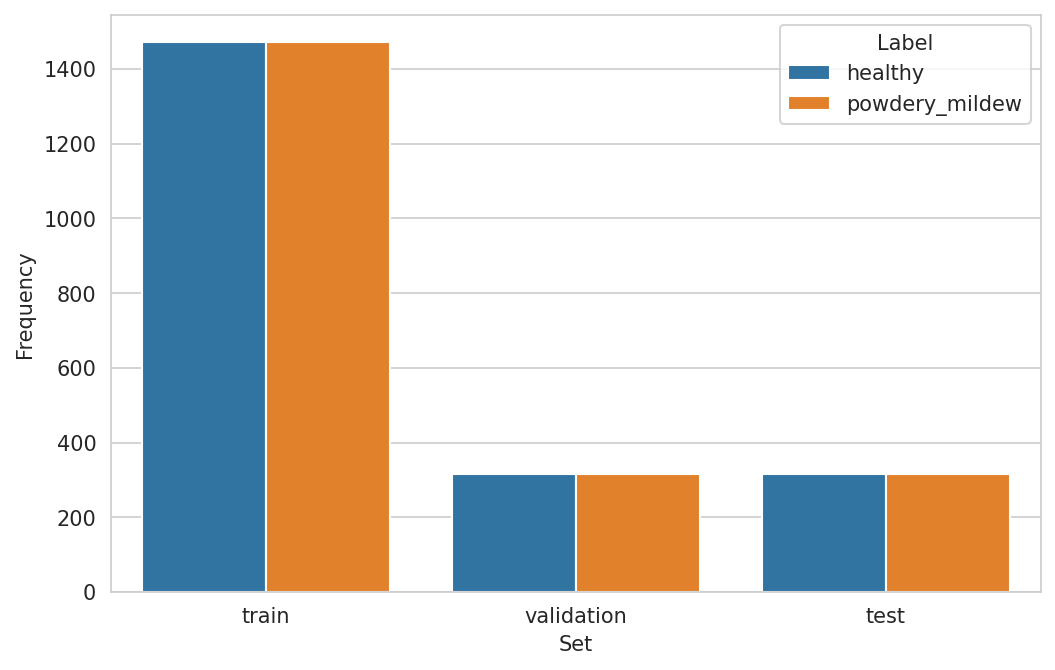 Label
healthy
powdery_mildew
1400
1200
1000
800
600
400
200
0
Frequency
train
validation
test
Set